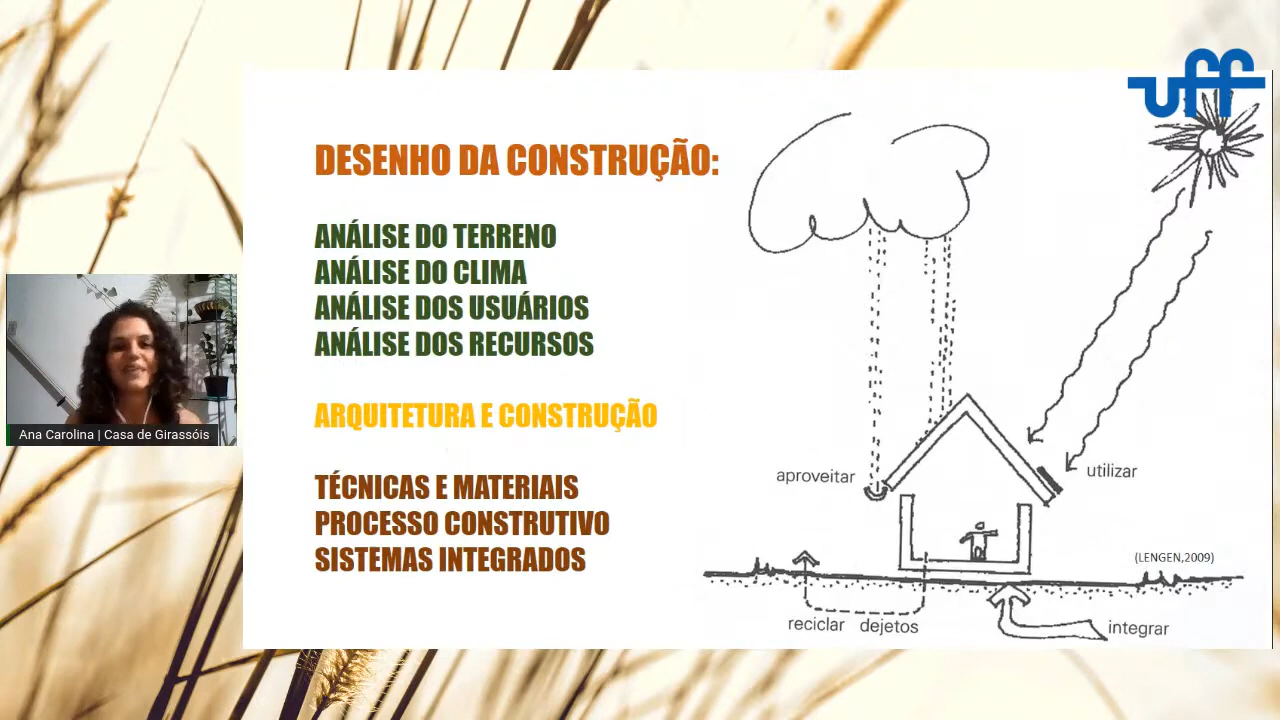 uff
DESENHO DA CONSTRUÇÃO:
ANÁLISE DO TERRENO
ANÁLISE DO CLIMA
ANÁLISE DOS USUÁRIOS
ANÁLISE DOS RECURSOS
ARQUITETURA E CONSTRUÇÃO
TÉCNICAS E MATERIAIS
PROCESSO CONSTRUTIVO
SISTEMAS INTEGRADOS
aproveitar
utilizar
(LENGEN,2009)
reciclar dejetos
integrar
Ana Carolina | Casa de Girassóis